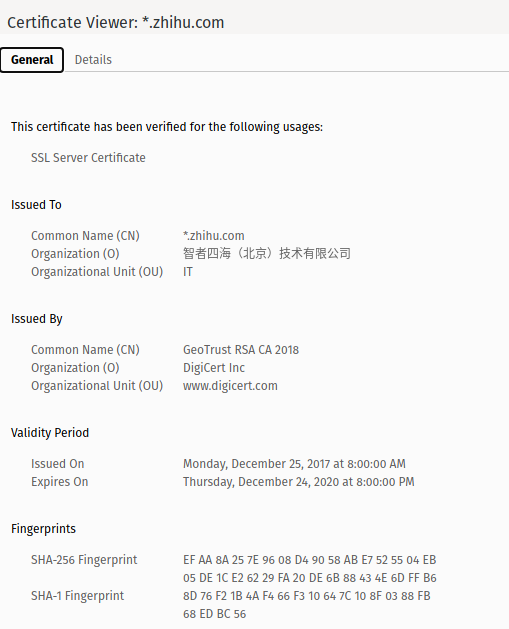 Certificate Viewer: *.zhihu.com
General Details
This certificate has been verified for the following usages:
SSL Server Certificate
Issued To
Common Name (CN) *.zhihu.com
Organization (O) 智者四海（北京）技术有限公司
Organizational Unit (OU) IT
Issued By
Common Name (CN) GeoTrust RSA CA 2018
Organization (O) DigiCert Inc
Organizational Unit (OU) www.digicert.com
Validity Period
Issued On Monday, December 25, 2017 at 8:00:00 AM
Expires On Thursday, December 24, 2020 at 8:00:00 PM
Fingerprints
SHA-256 Fingerprint EF AA 8A 25 7E 96 08 D4 90 58 AB E7 52 55 04 EB
05 DE 1C E2 62 29 FA 20 DE 6B 88 43 4E 6D FF B6
SHA-1 Fingerprint 8D 76 F2 1B 4A F4 66 F3 10 64 7C 10 8F 03 88 FB
68 ED BC 56